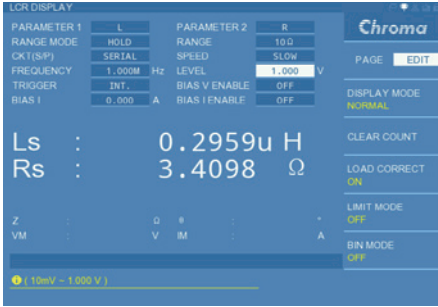 LCR DISPLAY
PARAMETER 1 L PARAMETER 2 R
RANGE MODE HOLD RANGE 10Ω
CKT(S/P) SERIAL SPEED SLOW
FREQUENCY 1.000M Hz LEVEL 1.000 V
TRIGGER INT. BIAS V ENABLE OFF
BIAS I 0.000 A BIAS I ENABLE OFF
Ls : 0.2959u H
Rs : 3.4098 Ω
Z : Ω θ : °
VM : V IM : A
( 10mV ~ 1.000 V )
Chroma
PAGE EDIT
DISPLAY MODE
NORMAL
CLEAR COUNT
LOAD CORRECT
ON
LIMIT MODE
OFF
BIN MODE
OFF